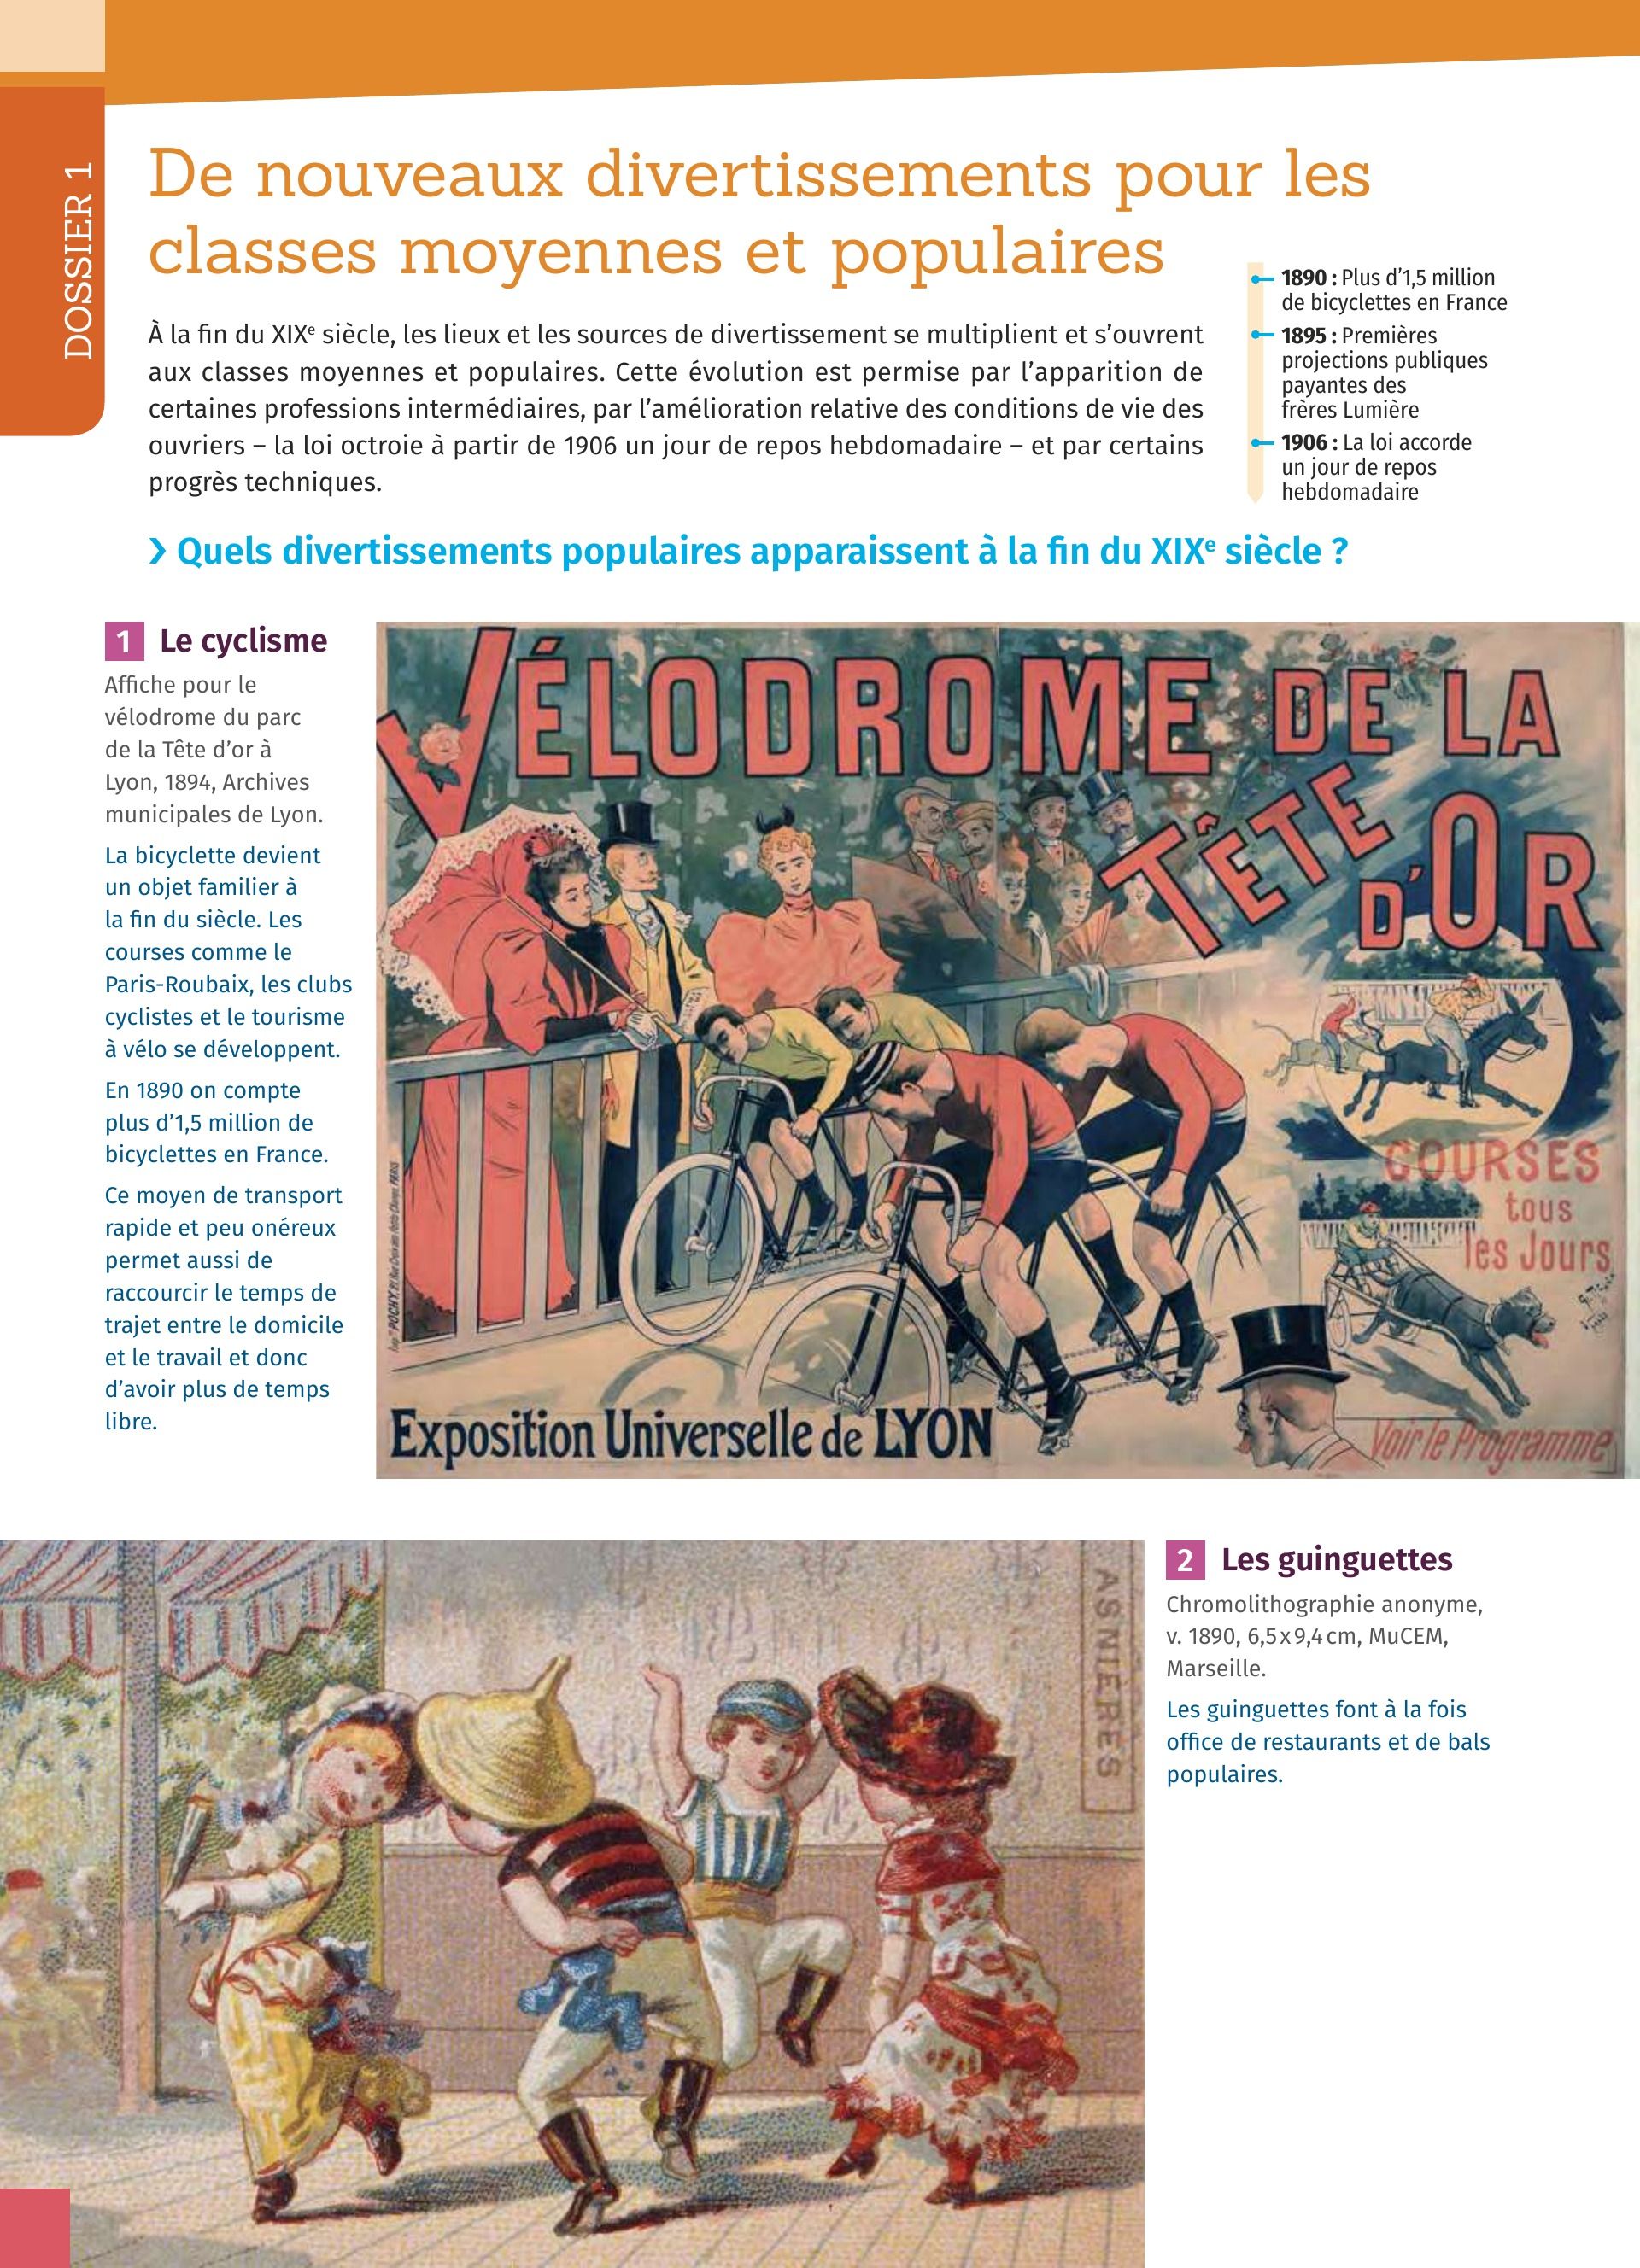 DOSSIER 1
De nouveaux divertissements pour les
classes moyennes et populaires
À la fin du XIXe siècle, les lieux et les sources de divertissement se multiplient et s’ouvrent
aux classes moyennes et populaires. Cette évolution est permise par l’apparition de
certaines professions intermédiaires, par l’amélioration relative des conditions de vie des
ouvriers – la loi octroie à partir de 1906 un jour de repos hebdomadaire – et par certains
progrès techniques.
1890 : Plus d’1,5 million
de bicyclettes en France
1895 : Premières
projections publiques
payantes des
frères Lumière
1906 : La loi accorde
un jour de repos
hebdomadaire
› Quels divertissements populaires apparaissent à la fin du XIXe siècle ?
1 Le cyclisme
Affiche pour le
vélodrome du parc
de la Tête d’or à
Lyon, 1894, Archives
municipales de Lyon.
La bicyclette devient
un objet familier à
la fin du siècle. Les
courses comme le
Paris-Roubaix, les clubs
cyclistes et le tourisme
à vélo se développent.
En 1890 on compte
plus d’1,5 million de
bicyclettes en France.
Ce moyen de transport
rapide et peu onéreux
permet aussi de
raccourcir le temps de
trajet entre le domicile
et le travail et donc
d’avoir plus de temps
libre.
VÉLODROME DE LA
TÊTE
D’OR
COURSES
tous
les Jours
Exposition Universelle de LYON
Voir le Programme
ASNIÈRES
2 Les guinguettes
Chromolithographie anonyme,
v. 1890, 6,5 x 9,4 cm, MuCEM,
Marseille.
Les guinguettes font à la fois
office de restaurants et de bals
populaires.